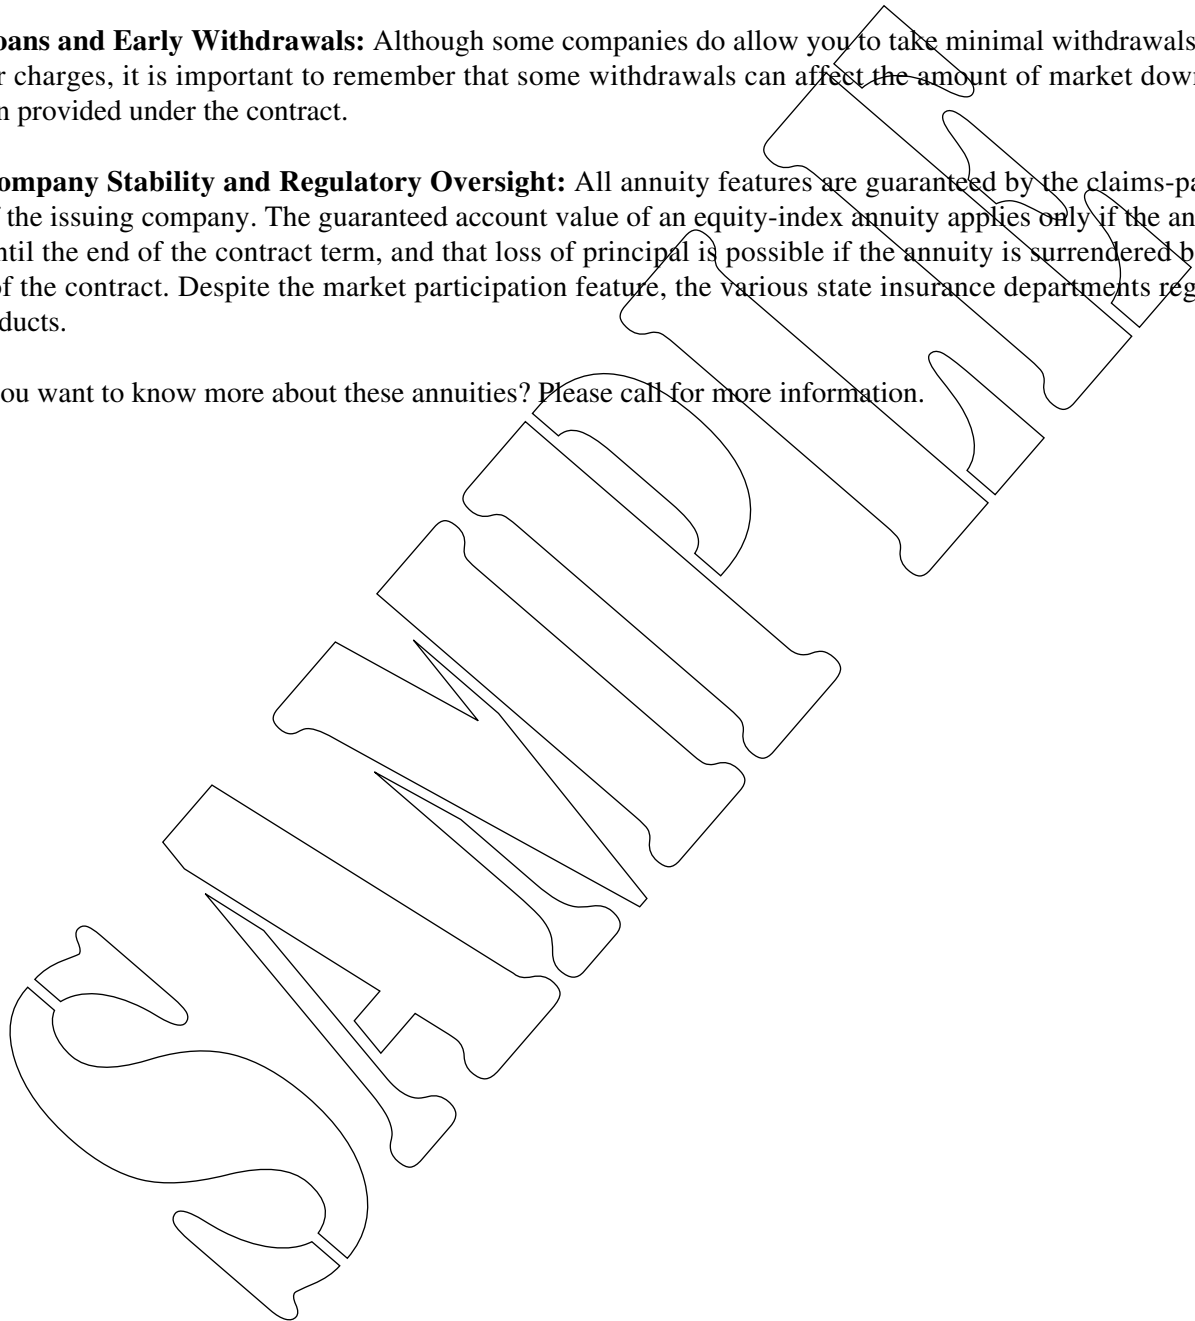 oans and Early Withdrawals: Although some companies do allow you to take minimal withdrawals
r charges, it is important to remember that some withdrawals can affect the amount of market dow
n provided under the contract.
ompany Stability and Regulatory Oversight: All annuity features are guaranteed by the claims-pa
f the issuing company. The guaranteed account value of an equity-index annuity applies only if the an
ntil the end of the contract term, and that loss of principal is possible if the annuity is surrendered b
of the contract. Despite the market participation feature, the various state insurance departments reg
ducts.
ou want to know more about these annuities? Please call for more information.
SAMPLE